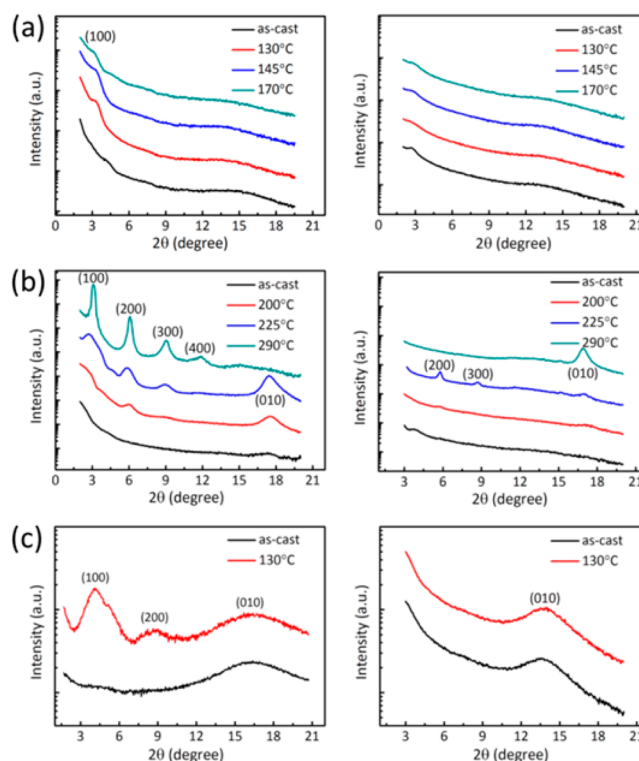 (a)
(100)
as-cast
130°C
145°C
170°C
Intensity (a.u.)
3 6 9 12 15 18 21
2θ (degree)
as-cast
130°C
145°C
170°C
Intensity (a.u.)
3 6 9 12 15 18 21
2θ (degree)
(b)
(100)
(200)
(300)
(400)
(010)
as-cast
200°C
225°C
290°C
Intensity (a.u.)
0 3 6 9 12 15 18 21
2θ (degree)
as-cast
200°C
225°C
290°C
(200)
(300)
(010)
Intensity (a.u.)
3 6 9 12 15 18 21
2θ (degree)
(c)
(100)
(200)
(010)
as-cast
130°C
Intensity (a.u.)
3 6 9 12 15 18 21
2θ (degree)
as-cast
130°C
(010)
Intensity (a.u.)
3 6 9 12 15 18 21
2θ (degree)